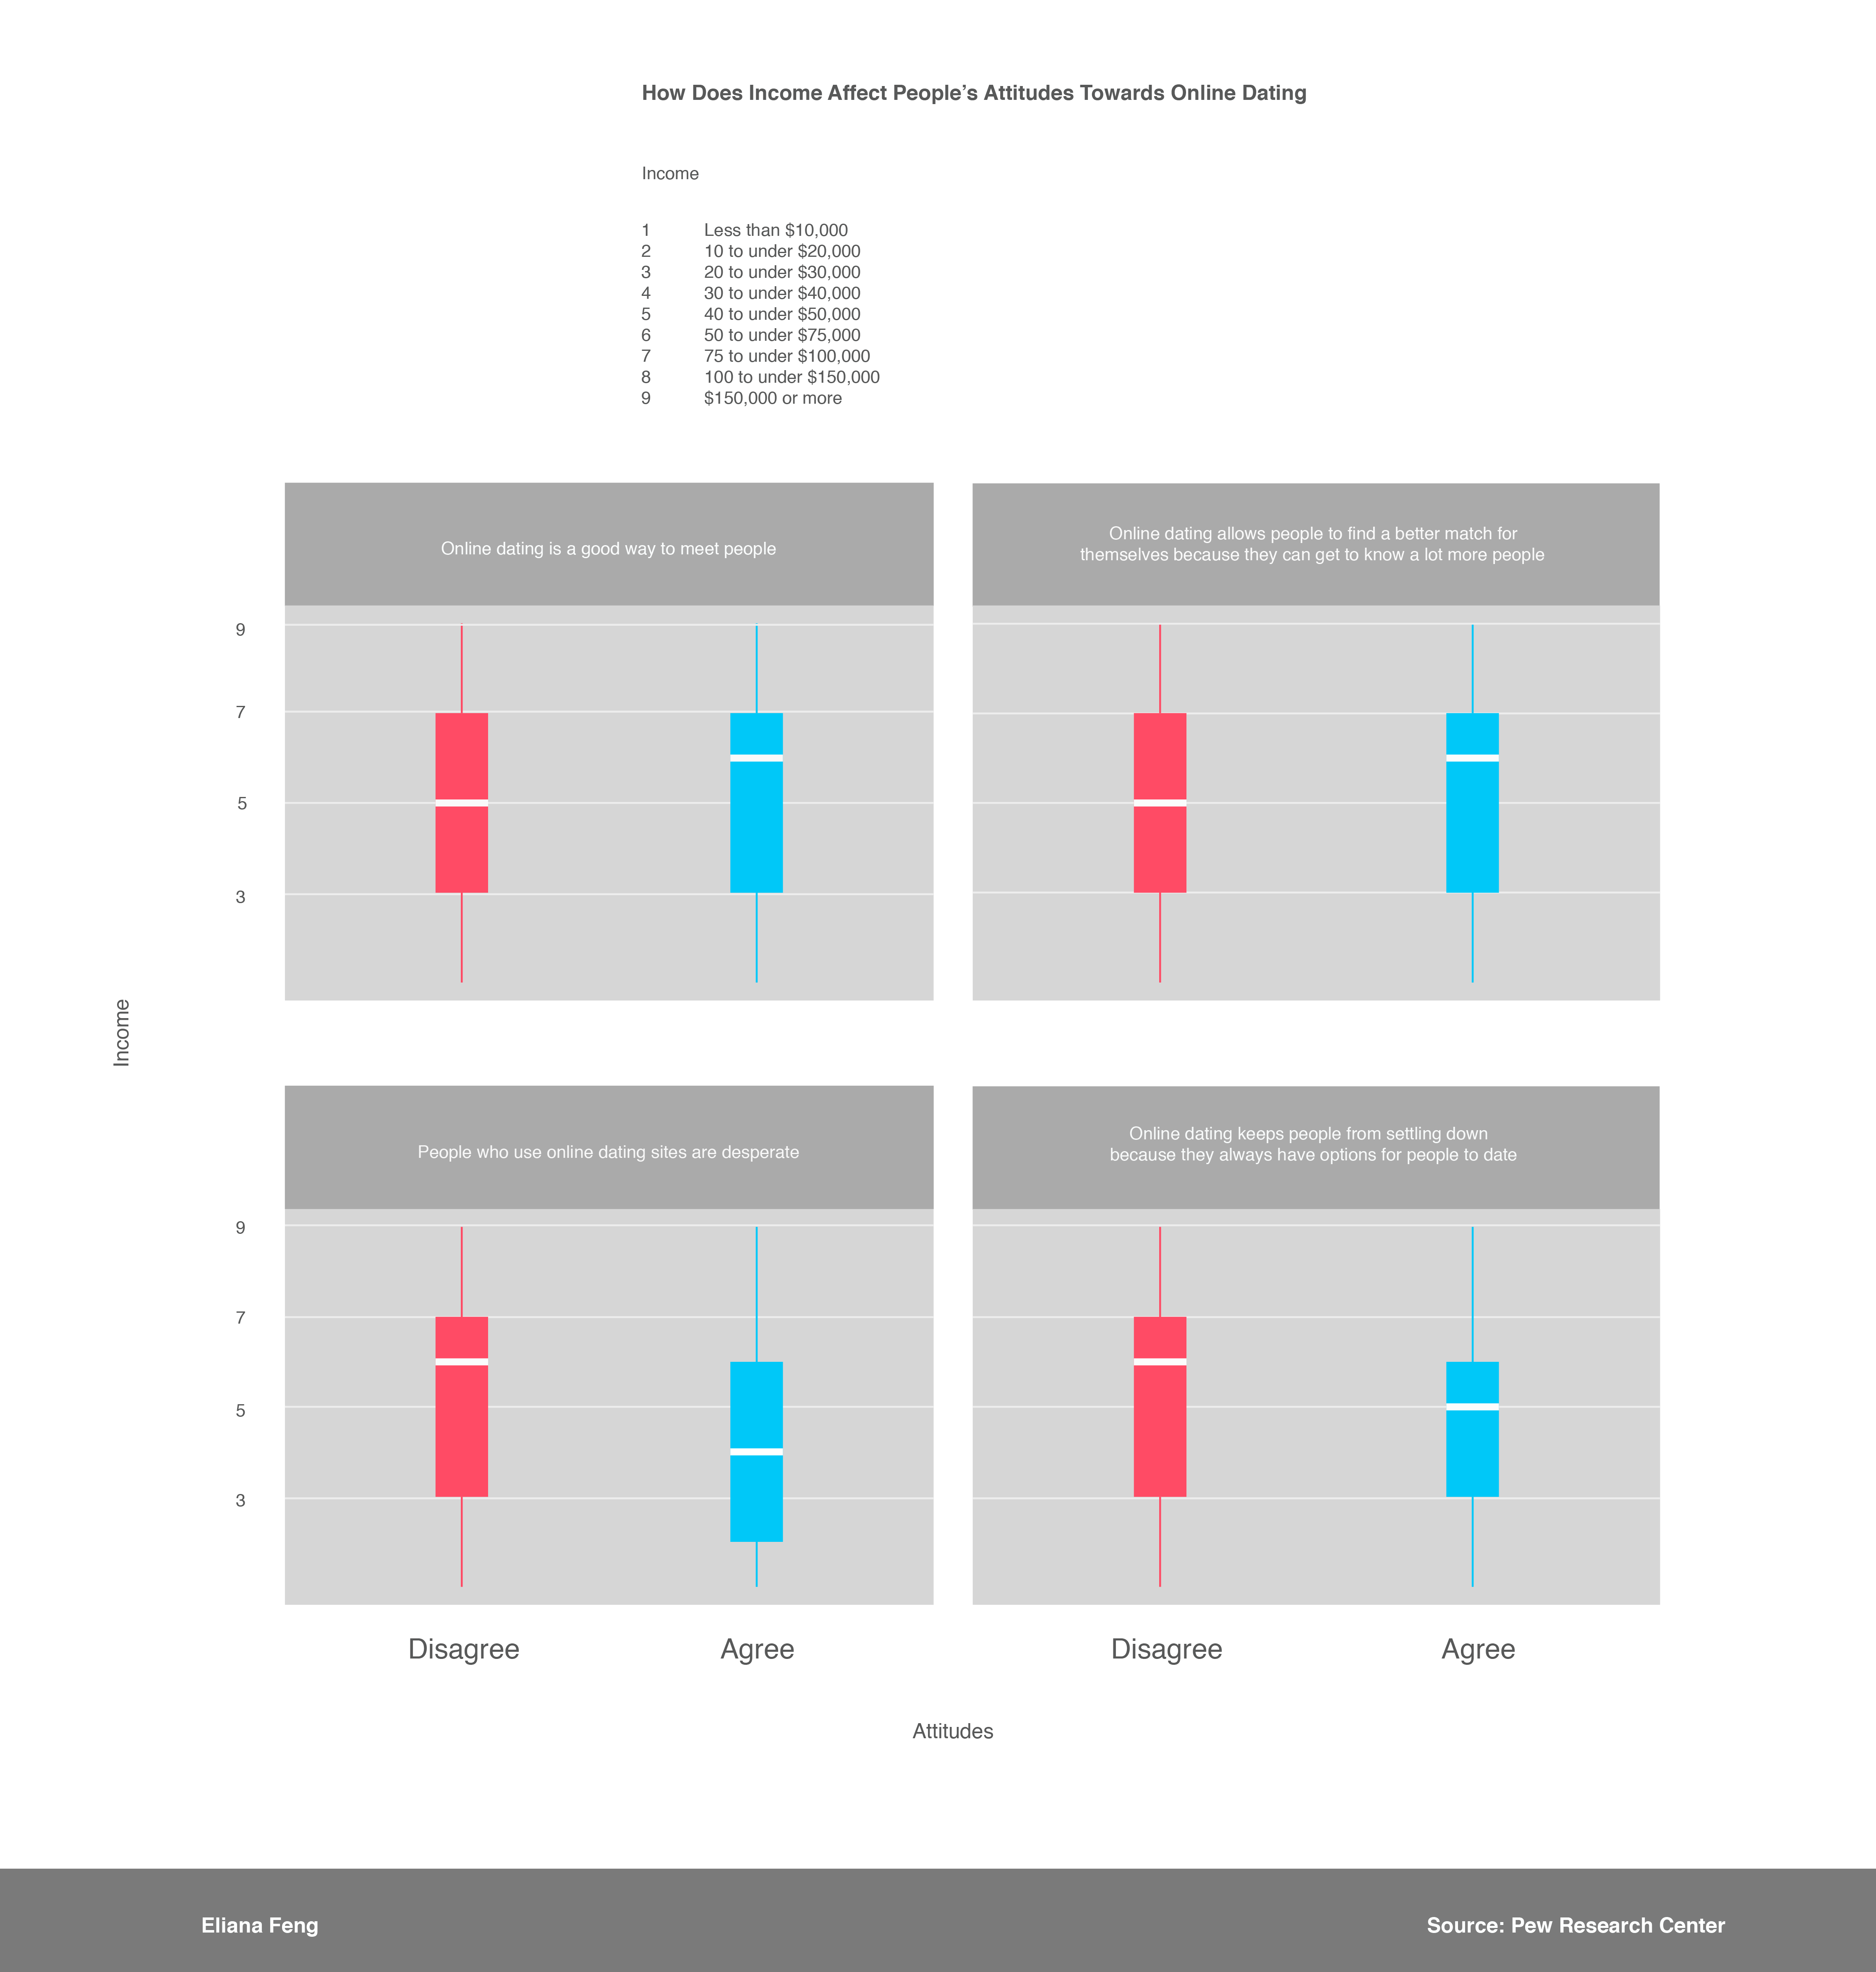 How Does Income Affect People’s Attitudes Towards Online Dating
Income
1 Less than $10,000
2 10 to under $20,000
3 20 to under $30,000
4 30 to under $40,000
5 40 to under $50,000
6 50 to under $75,000
7 75 to under $100,000
8 100 to under $150,000
9 $150,000 or more
Online dating is a good way to meet people
Online dating allows people to find a better match for
themselves because they can get to know a lot more people
9
7
5
3
Income
People who use online dating sites are desperate
Online dating keeps people from settling down
because they always have options for people to date
9
7
5
3
Disagree Agree Disagree Agree
Attitudes
Eliana Feng
Source: Pew Research Center